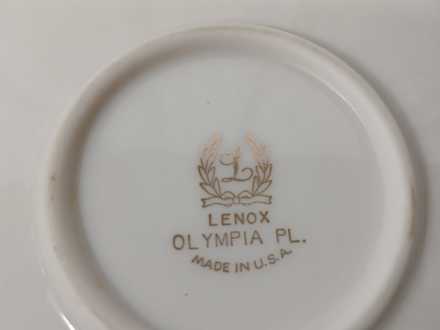 L
LENOX
OLYMPIA PL.
MADE IN U.S.A.